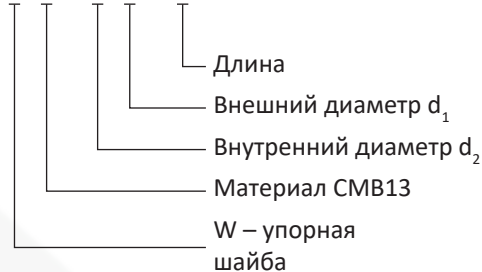 Длина
Внешний диаметр d₁
Внутренний диаметр d₂
Материал СМВ13
W – упорная
шайба